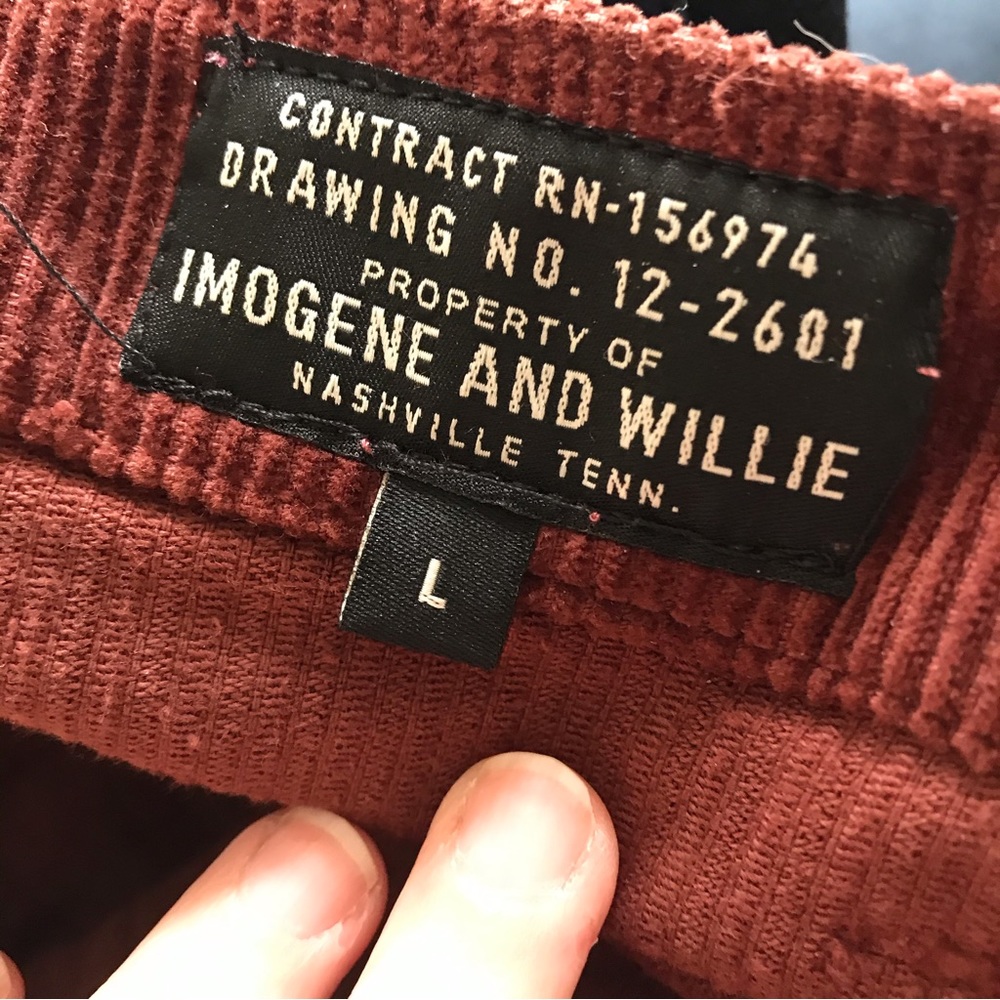 CONTRACT RN-156974
DRAWING NO. 12-2601
PROPERTY OF
IMOGENE AND WILLIE
NASHVILLE TENN.
L